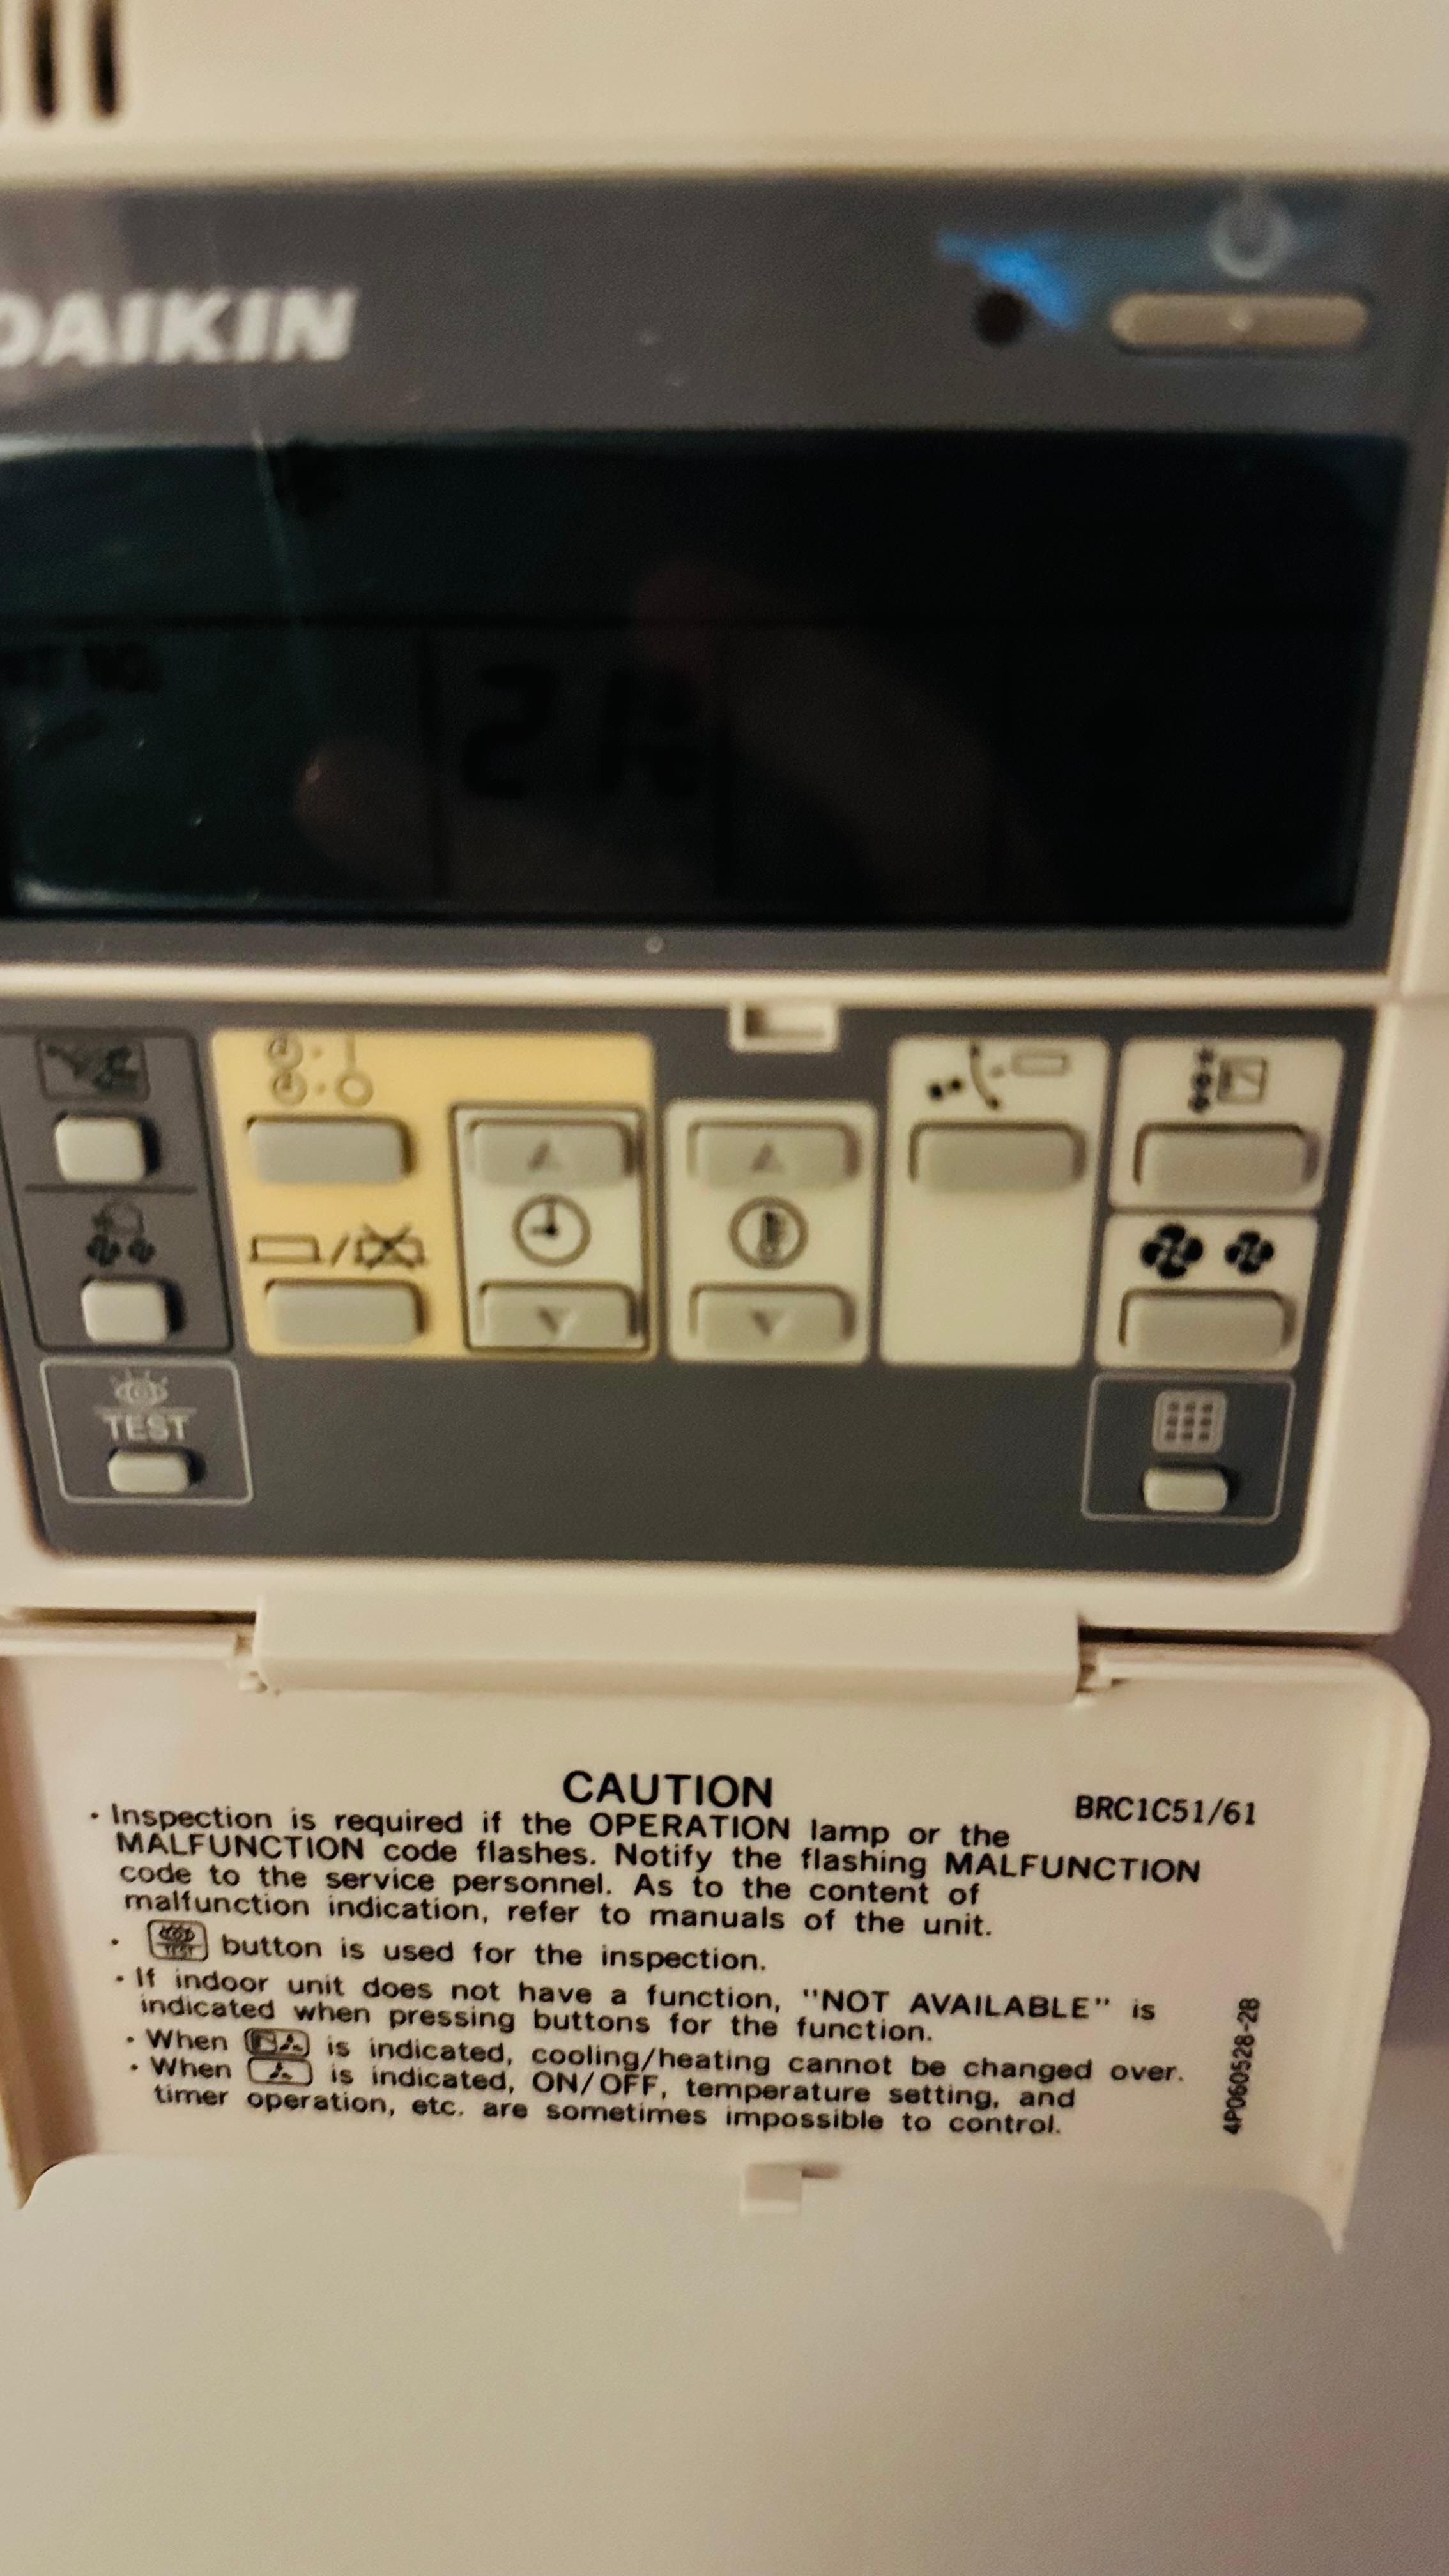 DAIKIN
21°C
TEST
CAUTION
BRC1C51/61
· Inspection is required if the OPERATION lamp or the
MALFUNCTION code flashes. Notify the flashing MALFUNCTION
code to the service personnel. As to the content of
malfunction indication, refer to manuals of the unit.
· TEST button is used for the inspection.
· If indoor unit does not have a function, "NOT AVAILABLE" is
indicated when pressing buttons for the function.
· When is indicated, cooling/heating cannot be changed over.
· When is indicated, ON/OFF, temperature setting, and
timer operation, etc. are sometimes impossible to control.
4P060528-2B